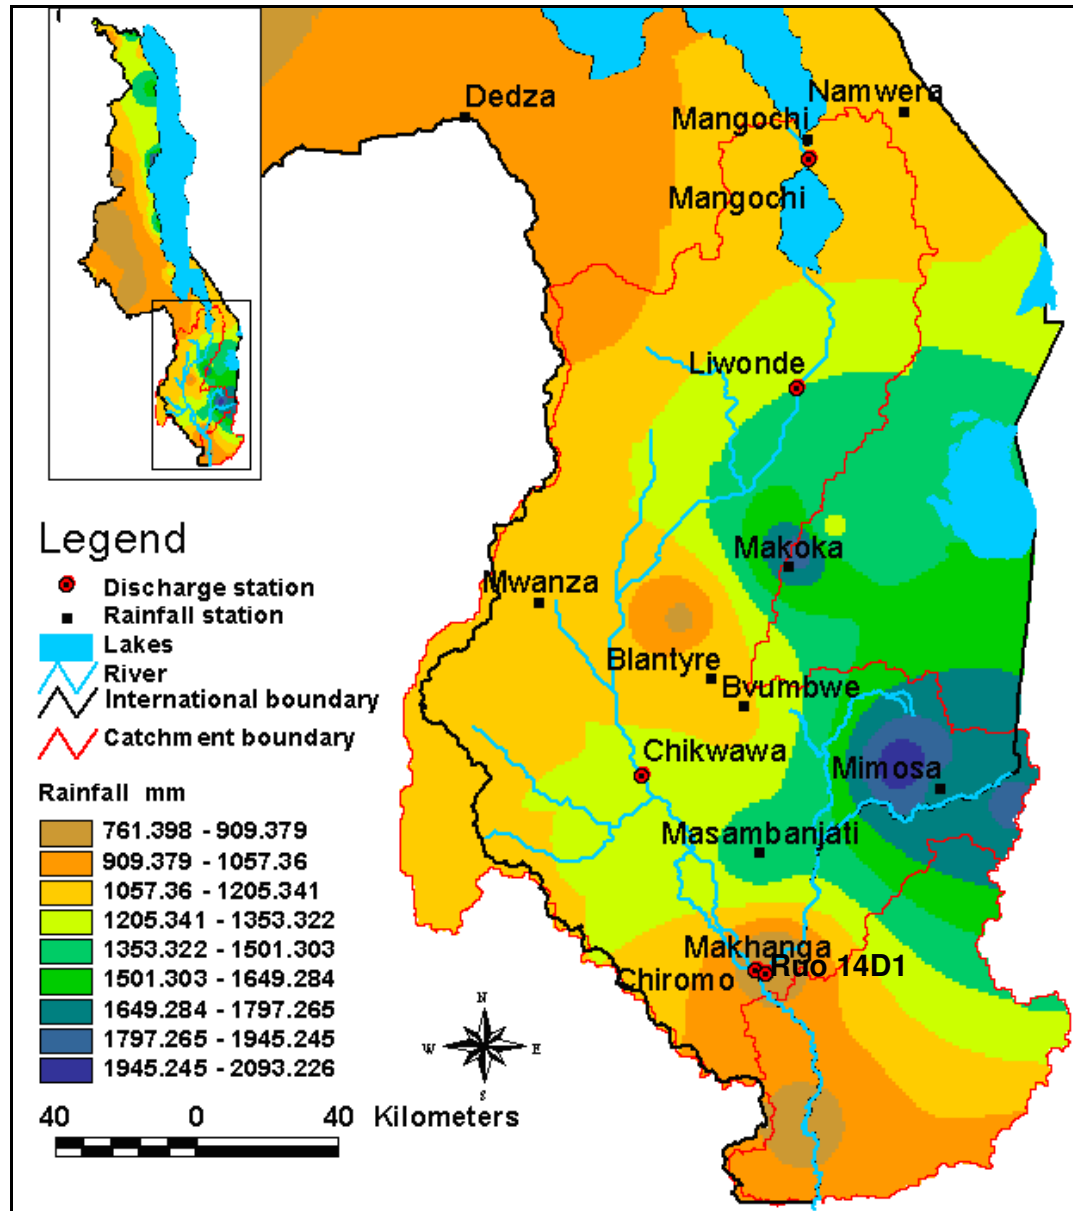 Dedza
Namwera
Mangochi
Mangochi
Liwonde
Makoka
Mwanza
Blantyre
Bvumbwe
Chikwawa
Mimosa
Masambanjati
Makhanga
Ruo 14D1
Chiromo
Legend
Discharge station
Rainfall station
Lakes
River
International boundary
Catchment boundary
Rainfall mm
761.398 - 909.379
909.379 - 1057.36
1057.36 - 1205.341
1205.341 - 1353.322
1353.322 - 1501.303
1501.303 - 1649.284
1649.284 - 1797.265
1797.265 - 1945.245
1945.245 - 2093.226
N
W E
S
40 0 40 Kilometers